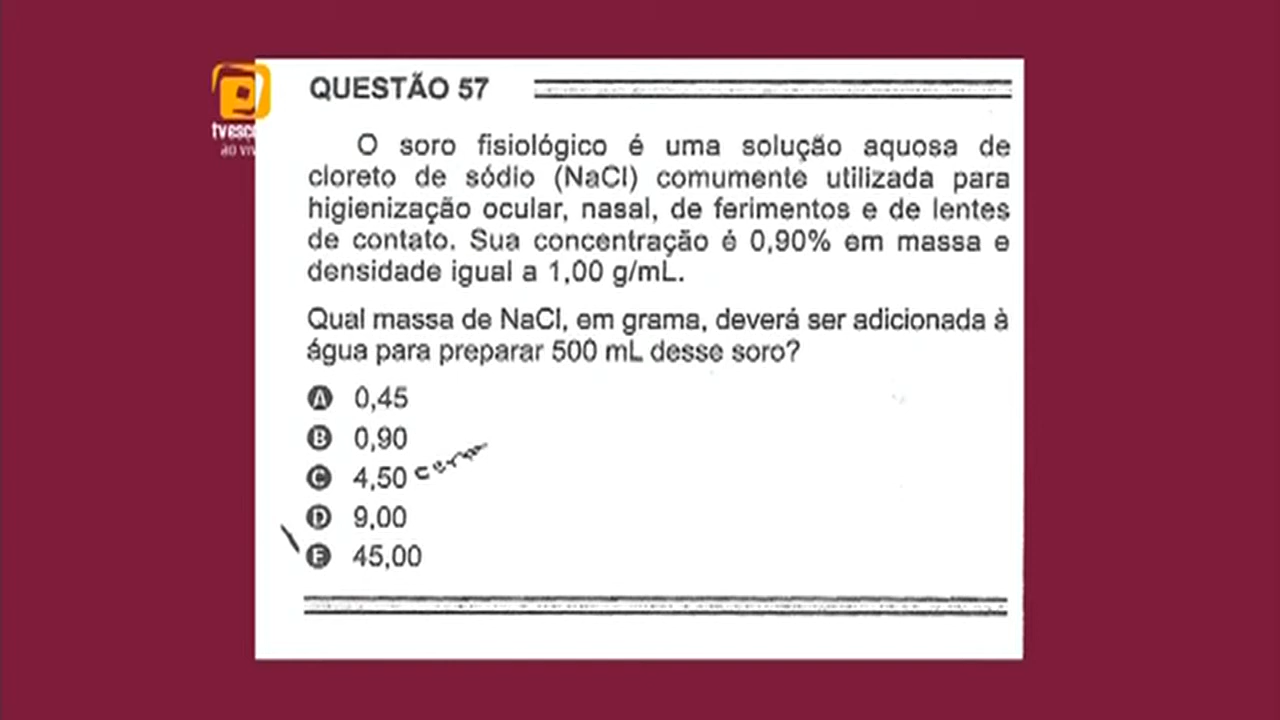 QUESTÃO 57
tvesc
ao viv
O soro fisiológico é uma solução aquosa de
cloreto de sódio (NaCl) comumente utilizada para
higienização ocular, nasal, de ferimentos e de lentes
de contato. Sua concentração é 0,90% em massa e
densidade igual a 1,00 g/mL.
Qual massa de NaCl, em grama, deverá ser adicionada à
água para preparar 500 mL desse soro?
A 0,45
B 0,90
C 4,50
D 9,00
E 45,00